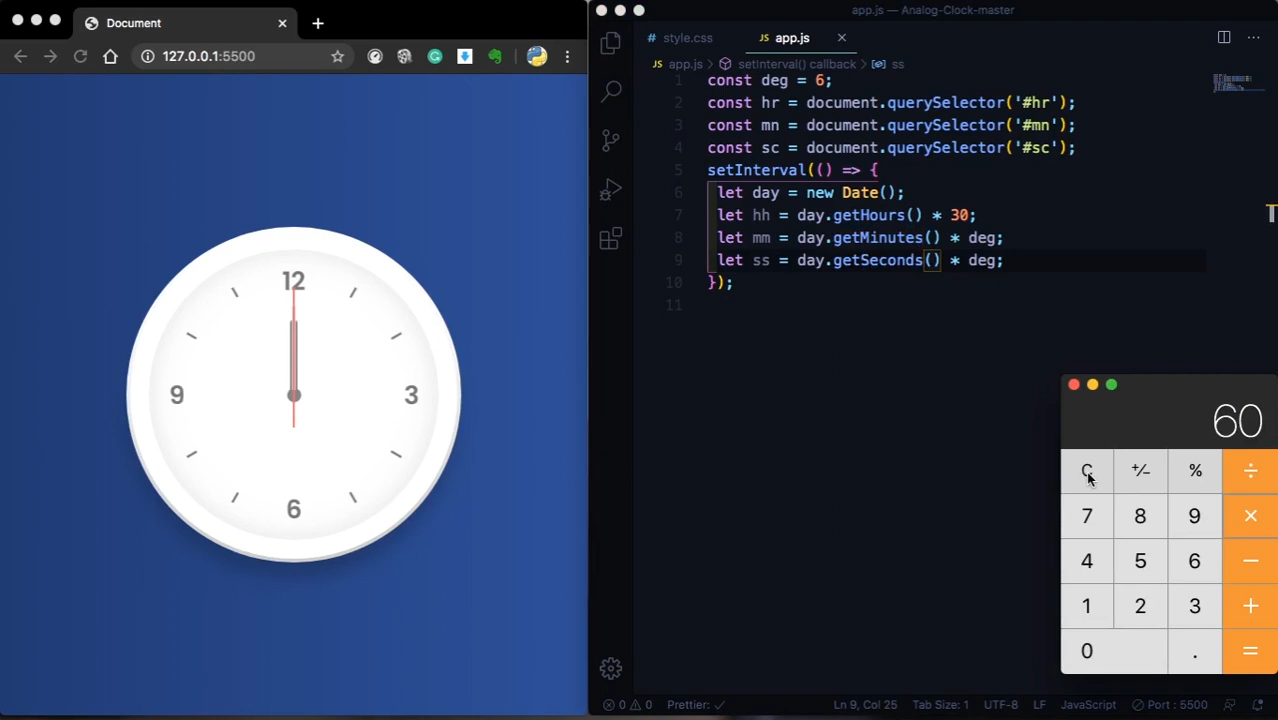 Document
127.0.0.1:5500
12
9
3
6
app.js — Analog-Clock-master
# style.css
JS app.js
JS app.js > setInterval() callback > ss
1 const deg = 6;
2 const hr = document.querySelector('#hr');
3 const mn = document.querySelector('#mn');
4 const sc = document.querySelector('#sc');
5 setInterval(() => {
6 let day = new Date();
7 let hh = day.getHours() * 30;
8 let mm = day.getMinutes() * deg;
9 let ss = day.getSeconds() * deg;
10 });
11
60
C +/− % ÷
7 8 9 ×
4 5 6 −
1 2 3 +
0 . =
0 0 Prettier: ✓ Ln 9, Col 25 Tab Size: 1 UTF-8 LF JavaScript Port : 5500